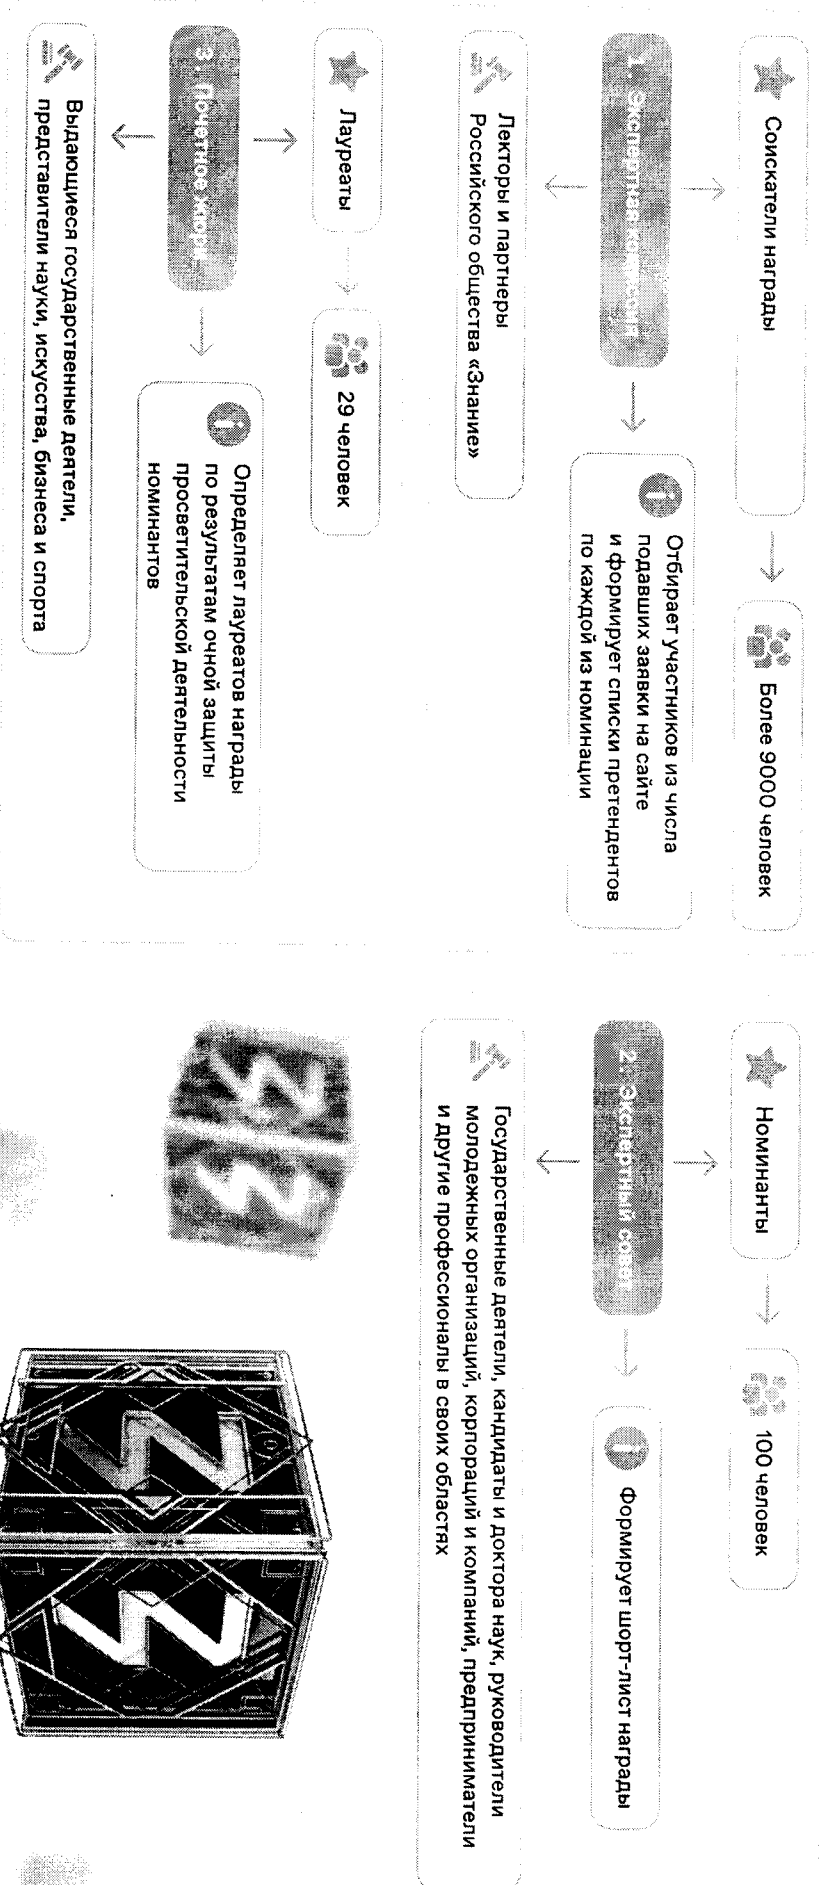 Соискатели награды
Более 9000 человек
1. Экспертная комиссия
Отбирает участников из числа
подавших заявки на сайте
и формирует списки претендентов
по каждой из номинации
Лекторы и партнеры
Российского общества «Знание»
Номинанты
100 человек
2. Экспертный совет
Формирует шорт-лист награды
Государственные деятели, кандидаты и доктора наук, руководители
молодежных организаций, корпораций и компаний, предприниматели
и другие профессионалы в своих областях
Лауреаты
29 человек
3. Почетное жюри
Определяет лауреатов награды
по результатам очной защиты
просветительской деятельности
номинантов
Выдающиеся государственные деятели,
представители науки, искусства, бизнеса и спорта